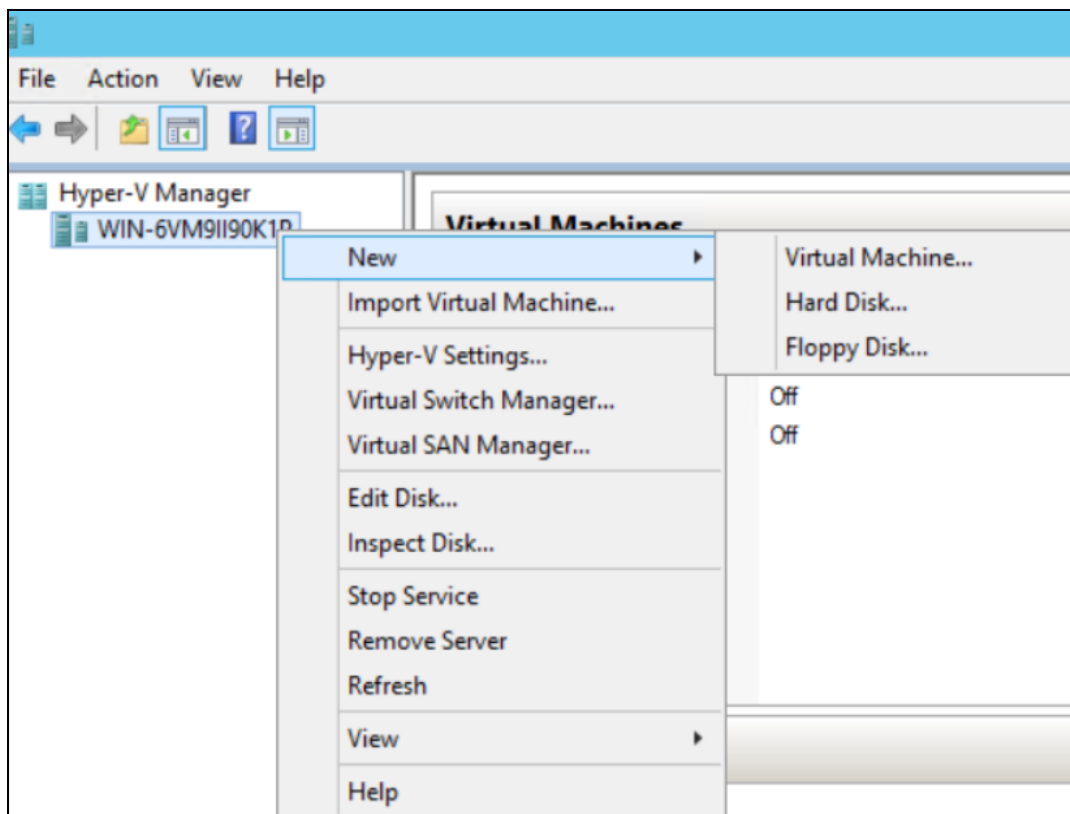 File Action View Help
Hyper-V Manager
WIN-6VM9II90K1P
Virtual Machines
New
Virtual Machine...
Import Virtual Machine...
Hard Disk...
Hyper-V Settings...
Floppy Disk...
Virtual Switch Manager...
Off
Virtual SAN Manager...
Off
Edit Disk...
Inspect Disk...
Stop Service
Remove Server
Refresh
View
Help